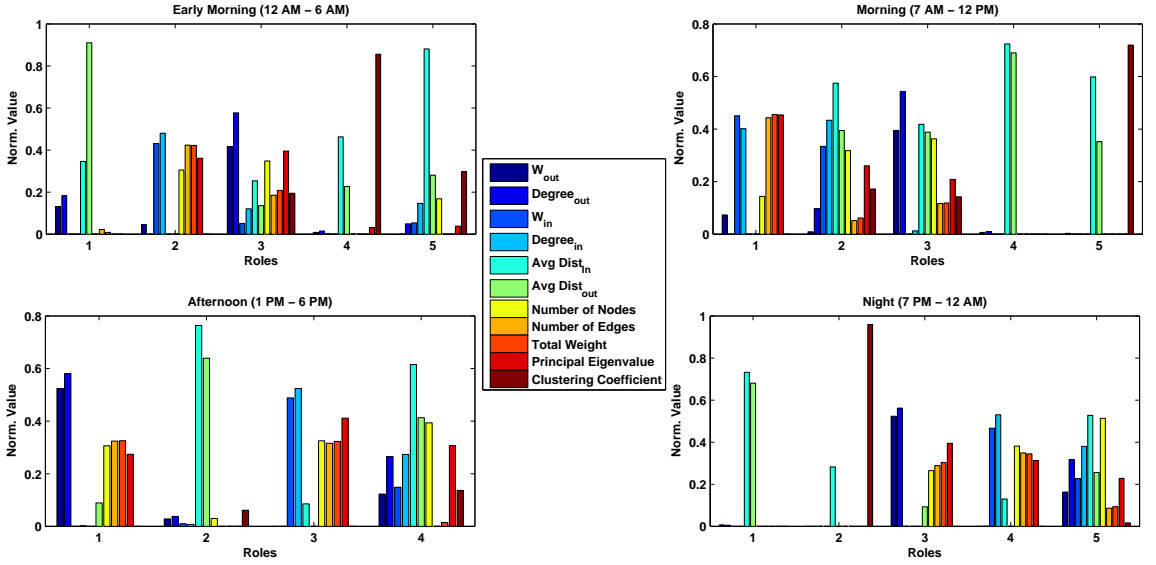 Early Morning (12 AM – 6 AM)
Norm. Value
1
0.8
0.6
0.4
0.2
0
1 2 3 4 5
Roles
Morning (7 AM – 12 PM)
Norm. Value
0.8
0.6
0.4
0.2
0
1 2 3 4 5
Roles
W_out
Degree_out
W_in
Degree_in
Avg Dist_In
Avg Dist_out
Number of Nodes
Number of Edges
Total Weight
Principal Eigenvalue
Clustering Coefficient
Afternoon (1 PM – 6 PM)
Norm. Value
0.8
0.6
0.4
0.2
0
1 2 3 4
Roles
Night (7 PM – 12 AM)
Norm. Value
1
0.8
0.6
0.4
0.2
0
1 2 3 4 5
Roles